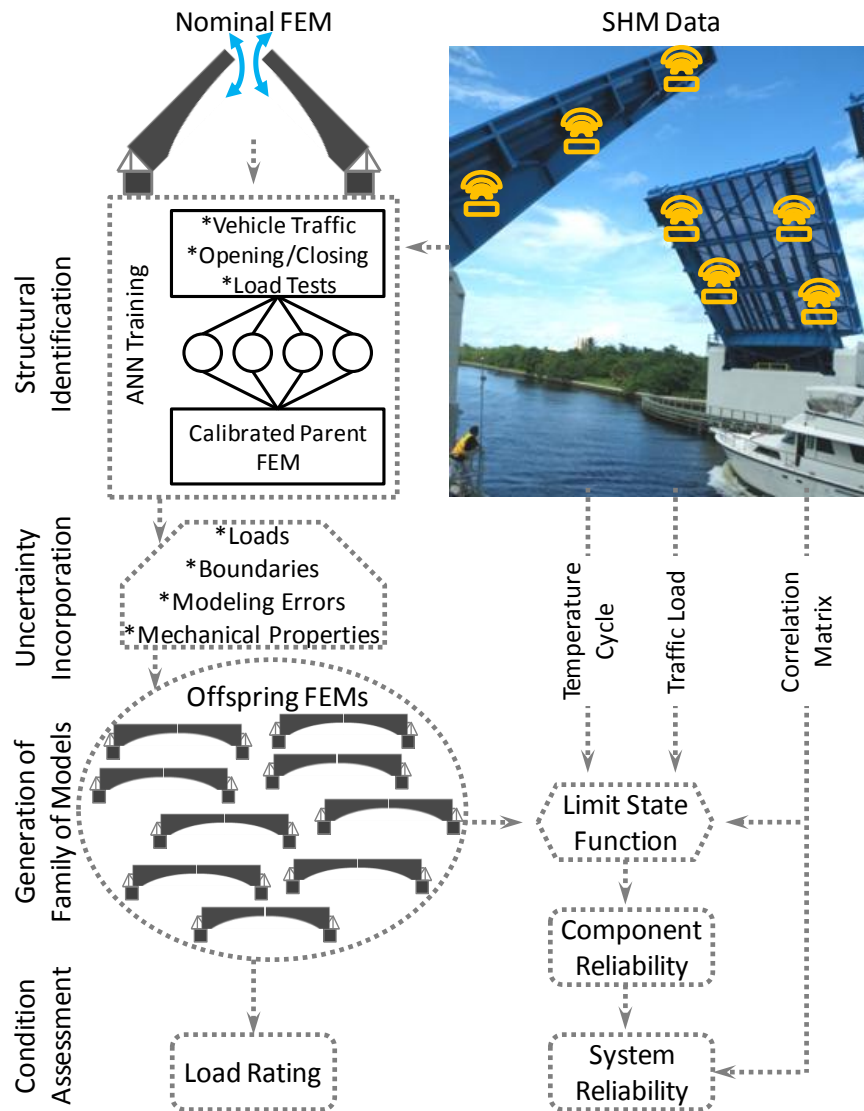 Nominal FEM
SHM Data
Structural
Identification
ANN Training
*Vehicle Traffic
*Opening/Closing
*Load Tests
Calibrated Parent
FEM
Uncertainty
Incorporation
*Loads
*Boundaries
*Modeling Errors
*Mechanical Properties
Temperature
Cycle
Traffic Load
Correlation
Matrix
Generation of
Family of Models
Offspring FEMs
Limit State
Function
Component
Reliability
Condition
Assessment
Load Rating
System
Reliability